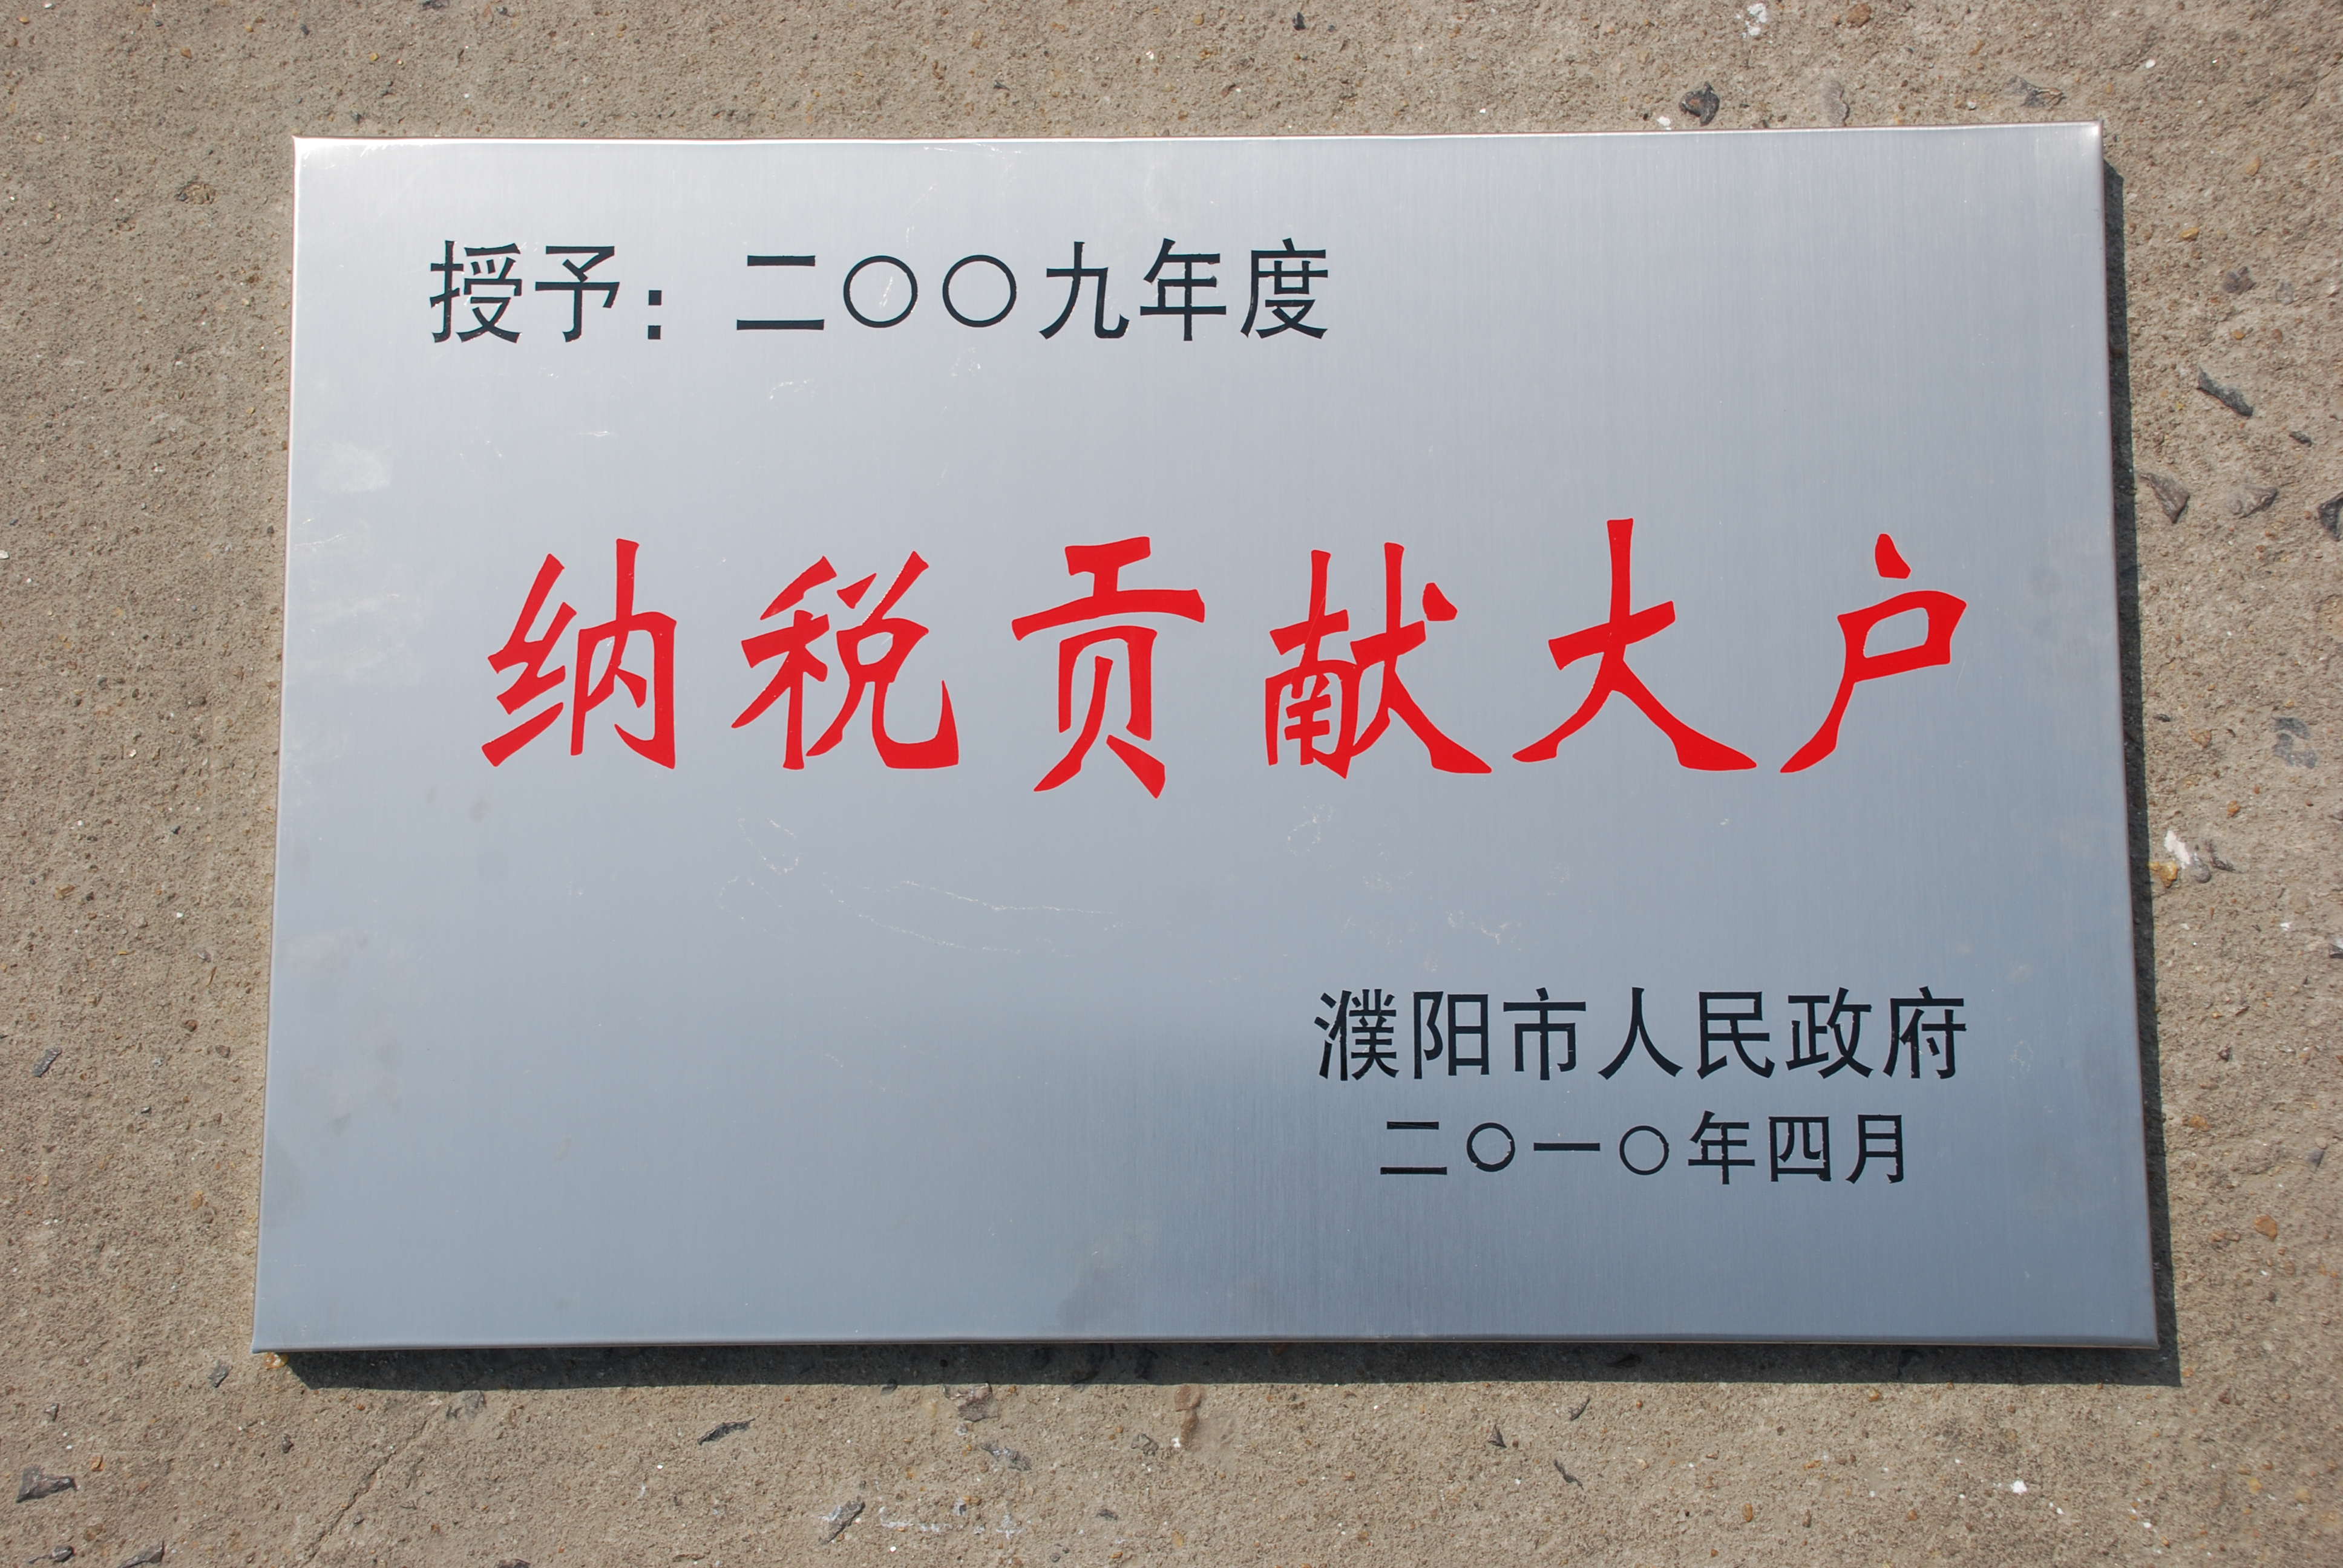 授予：二〇〇九年度
纳税贡献大户
濮阳市人民政府
二〇一〇年四月